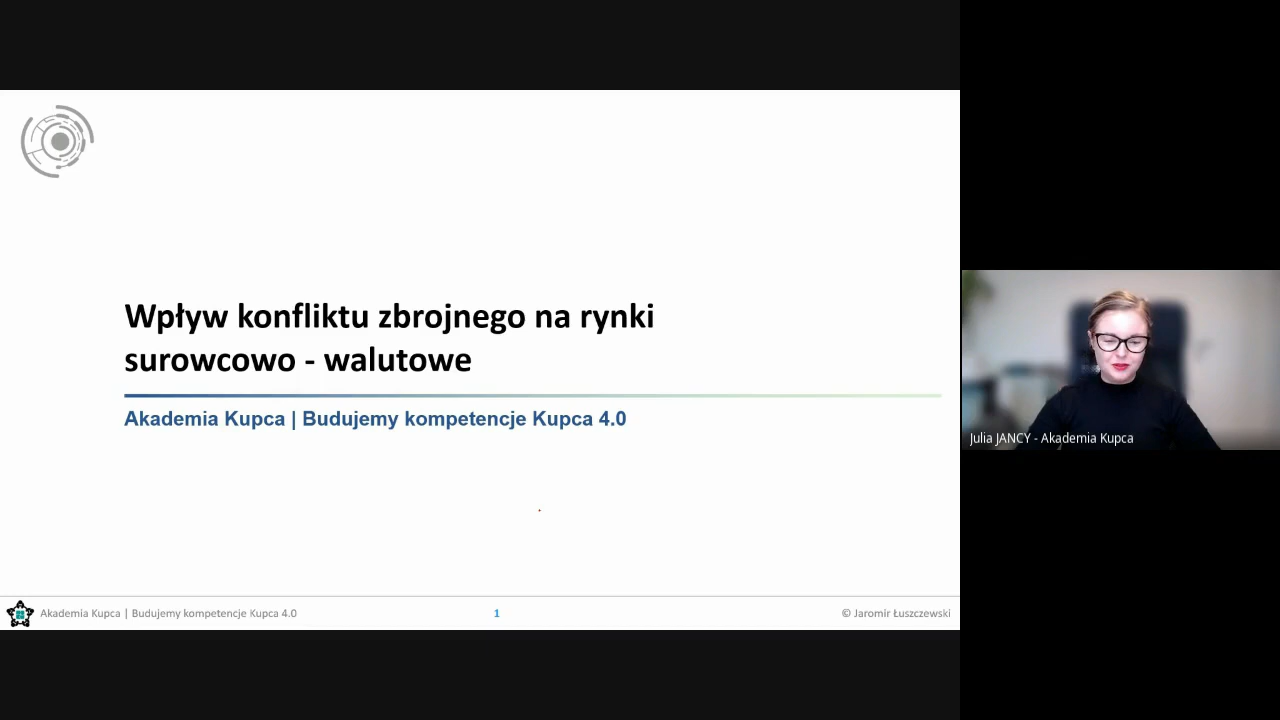 Wpływ konfliktu zbrojnego na rynki
surowcowo - walutowe
Akademia Kupca | Budujemy kompetencje Kupca 4.0
Julia JANCY - Akademia Kupca
Akademia Kupca | Budujemy kompetencje Kupca 4.0
1
© Jaromir Łuszczewski